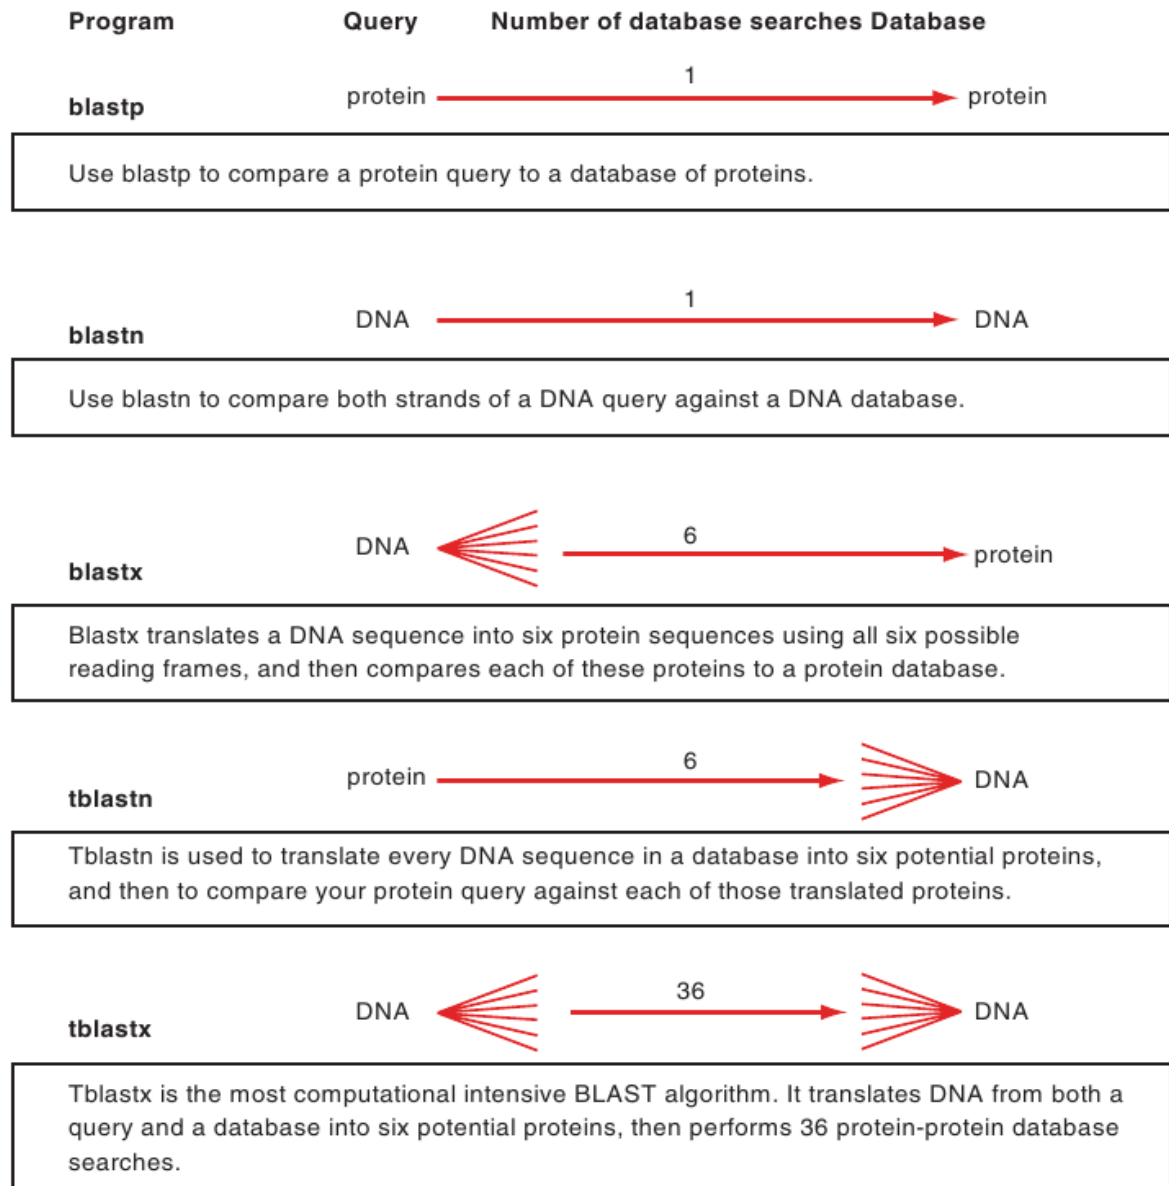 Program Query Number of database searches Database
1
protein protein
blastp
Use blastp to compare a protein query to a database of proteins.
1
DNA DNA
blastn
Use blastn to compare both strands of a DNA query against a DNA database.
6
DNA protein
blastx
Blastx translates a DNA sequence into six protein sequences using all six possible
reading frames, and then compares each of these proteins to a protein database.
6
protein DNA
tblastn
Tblastn is used to translate every DNA sequence in a database into six potential proteins,
and then to compare your protein query against each of those translated proteins.
36
DNA DNA
tblastx
Tblastx is the most computational intensive BLAST algorithm. It translates DNA from both a
query and a database into six potential proteins, then performs 36 protein-protein database
searches.